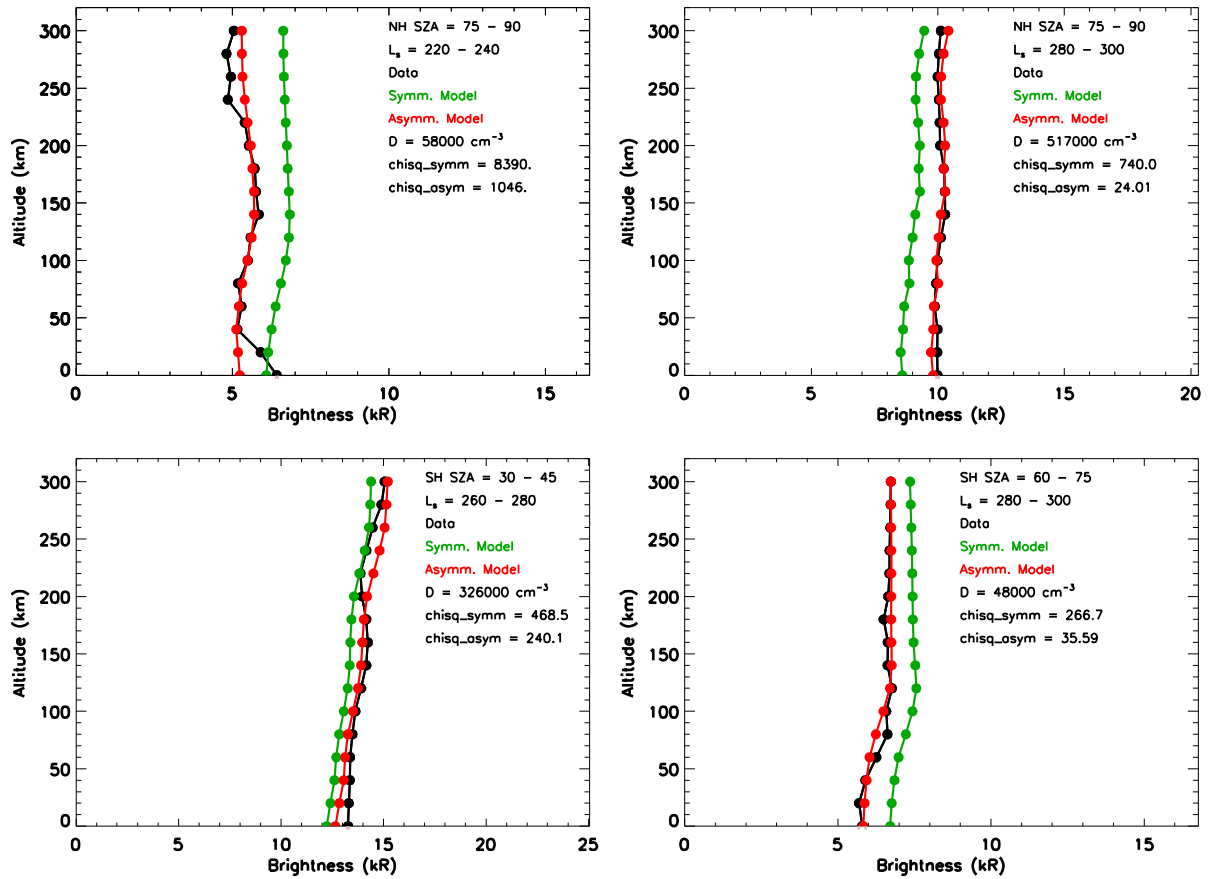 300
250
200
150
100
50
0
Altitude (km)
0 5 10 15
Brightness (kR)
NH SZA = 75 - 90
Ls = 220 - 240
Data
Symm. Model
Asymm. Model
D = 58000 cm⁻³
chisq_symm = 8390.
chisq_asym = 1046.
300
250
200
150
100
50
0
Altitude (km)
0 5 10 15 20
Brightness (kR)
NH SZA = 75 - 90
Ls = 280 - 300
Data
Symm. Model
Asymm. Model
D = 517000 cm⁻³
chisq_symm = 740.0
chisq_asym = 24.01
300
250
200
150
100
50
0
Altitude (km)
0 5 10 15 20 25
Brightness (kR)
SH SZA = 30 - 45
Ls = 260 - 280
Data
Symm. Model
Asymm. Model
D = 326000 cm⁻³
chisq_symm = 468.5
chisq_asym = 240.1
300
250
200
150
100
50
0
Altitude (km)
0 5 10 15
Brightness (kR)
SH SZA = 60 - 75
Ls = 280 - 300
Data
Symm. Model
Asymm. Model
D = 48000 cm⁻³
chisq_symm = 266.7
chisq_asym = 35.59